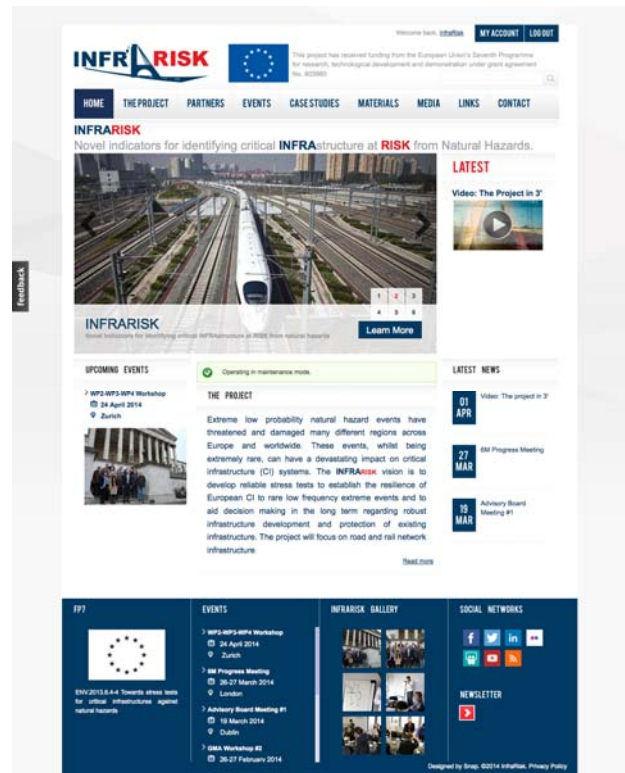 Welcome back, InfraRisk
MY ACCOUNT LOG OUT
INFRARISK
This project has received funding from the European Union's Seventh Programme
for research, technological development and demonstration under grant agreement
No. 603960
HOME THE PROJECT PARTNERS EVENTS CASE STUDIES MATERIALS MEDIA LINKS CONTACT
INFRARISK
Novel indicators for identifying critical INFRAstructure at RISK from Natural Hazards.
LATEST
Video: The Project in 3'
feedback
1 2 3
4 5 6
INFRARISK
Novel indicators for identifying critical INFRAstructure at RISK from natural hazards
Learn More
UPCOMING EVENTS
WP2-WP3-WP4 Workshop
24 April 2014
Zurich
Operating in maintenance mode.
THE PROJECT
Extreme low probability natural hazard events have
threatened and damaged many different regions across
Europe and worldwide. These events, whilst being
extremely rare, can have a devastating impact on critical
infrastructure (CI) systems. The INFRARISK vision is to
develop reliable stress tests to establish the resilience of
European CI to rare low frequency extreme events and to
aid decision making in the long term regarding robust
infrastructure development and protection of existing
infrastructure. The project will focus on road and rail network
infrastructure
Read more
LATEST NEWS
01 APR
Video: The project in 3'
27 MAR
6M Progress Meeting
19 MAR
Advisory Board
Meeting #1
FP7
ENV.2013.6.4-4 Towards stress tests
for critical infrastructures against
natural hazards
EVENTS
WP2-WP3-WP4 Workshop
24 April 2014
Zurich
6M Progress Meeting
26-27 March 2014
London
Advisory Board Meeting #1
19 March 2014
Dublin
GMA Workshop #2
26-27 February 2014
INFRARISK GALLERY
SOCIAL NETWORKS
NEWSLETTER
Designed by Snap. ©2014 InfraRisk. Privacy Policy